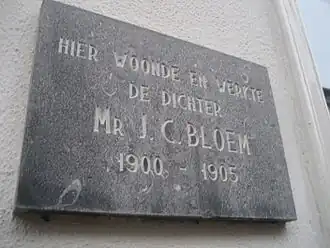 HIER WOONDE EN WERKTE
DE DICHTER
MR J. C. BLOEM
1900 - 1905